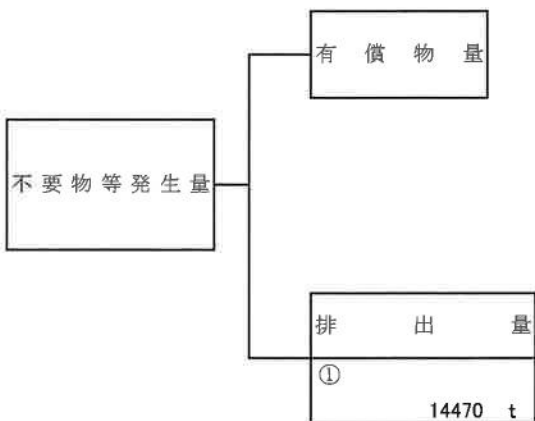 有償物量
不要物等発生量
排出量
①
14470 t